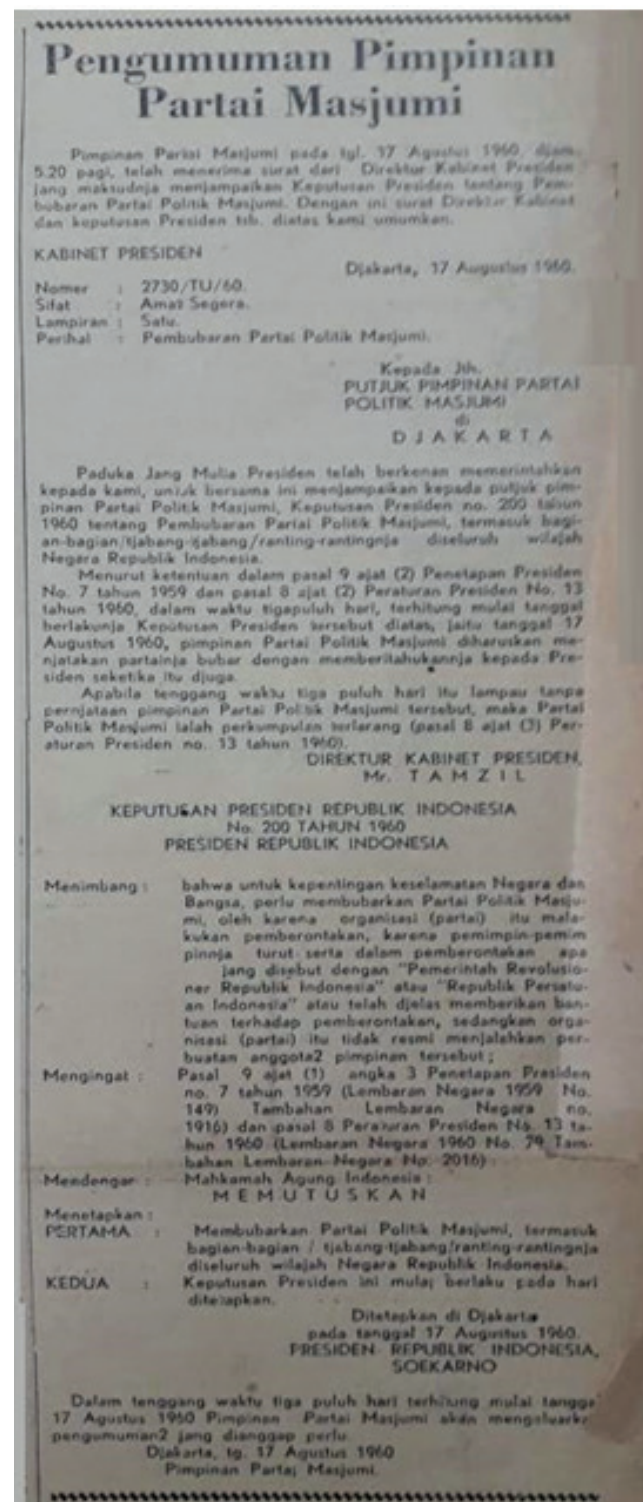 Pengumuman Pimpinan
Partai Masjumi
Pimpinan Partai Masjumi pada tgl. 17 Agustus 1960, djam.
5.20 pagi, telah menerima surat dari Direktur Kabinet Presiden
jang maksudnja menjampaikan Keputusan Presiden tentang Pem-
bubaran Partai Politik Masjumi. Dengan ini surat Direktur Kabinet
dan keputusan Presiden tsb. diatas kami umumkan.
KABINET PRESIDEN
Djakarta, 17 Augustus 1960.
Nomer : 2730/TU/60.
Sifat : Amat Segera.
Lampiran : Satu.
Perihal : Pembubaran Partai Politik Masjumi.
Kepada Jth.
PUTJUK PIMPINAN PARTAI
POLITIK MASJUMI
di
DJAKARTA
Paduka Jang Mulia Presiden telah berkenan memerintahkan
kepada kami, untuk bersama ini menjampaikan kepada putjuk pim-
pinan Partai Politik Masjumi, Keputusan Presiden no. 200 tahun
1960 tentang Pembubaran Partai Politik Masjumi, termasuk bagi-
an-bagian/tjabang-tjabang/ranting-rantingnja diseluruh wilajah
Negara Republik Indonesia.
Menurut ketentuan dalam pasal 9 ajat (2) Penetapan Presiden
No. 7 tahun 1959 dan pasal 8 ajat (2) Peraturan Presiden No. 13
tahun 1960, dalam waktu tigapuluh hari, terhitung mulai tanggal
berlakunja Keputusan Presiden tersebut diatas, jaitu tanggal 17
Augustus 1960, pimpinan Partai Politik Masjumi diharuskan me-
njatakan partainja bubar dengan memberitahukannja kepada Pre-
siden seketika itu djuga.
Apabila tenggang waktu tiga puluh hari itu lampau tanpa
pernjataan pimpinan Partai Politik Masjumi tersebut, maka Partai
Politik Masjumi ialah perkumpulan terlarang (pasal 8 ajat (3) Per-
aturan Presiden no. 13 tahun 1960).
DIREKTUR KABINET PRESIDEN,
Mr. TAMZIL
KEPUTUSAN PRESIDEN REPUBLIK INDONESIA
No. 200 TAHUN 1960
PRESIDEN REPUBLIK INDONESIA
Menimbang : bahwa untuk kepentingan keselamatan Negara dan
Bangsa, perlu membubarkan Partai Politik Masju-
mi, oleh karena organisasi (partai) itu mela-
kukan pemberontakan, karena pemimpin-pemim
pinnja turut serta dalam pemberontakan apa
jang disebut dengan "Pemerintah Revolusio-
ner Republik Indonesia" atau "Republik Persatu-
an Indonesia" atau telah djelas memberikan ban-
tuan terhadap pemberontakan, sedangkan orga-
nisasi (partai) itu tidak resmi menjalahkan per-
buatan anggota2 pimpinan tersebut ;
Mengingat : Pasal 9 ajat (1) angka 3 Penetapan Presiden
no. 7 tahun 1959 (Lembaran Negara 1959 No.
149) Tambahan Lembaran Negara no.
1916) dan pasal 8 Peraturan Presiden No. 13 ta-
hun 1960 (Lembaran Negara 1960 No. 79 Tam-
bahan Lembaran Negara No. 2016) :
Mendengar : Mahkamah Agung Indonesia :
MEMUTUSKAN
Menetapkan :
PERTAMA : Membubarkan Partai Politik Masjumi, termasuk
bagian-bagian / tjabang-tjabang/ranting-rantingnja
diseluruh wilajah Negara Republik Indonesia.
KEDUA : Keputusan Presiden ini mulai berlaku pada hari
ditetapkan.
Ditetapkan di Djakarta
pada tanggal 17 Augustus 1960.
PRESIDEN REPUBLIK INDONESIA,
SOEKARNO
Dalam tenggang waktu tiga puluh hari terhitung mulai tangga
17 Agustus 1960 Pimpinan Partai Masjumi akan mengeluarka
pengumuman2 jang dianggap perlu.
Djakarta, tg. 17 Agustus 1960
Pimpinan Partai Masjumi.